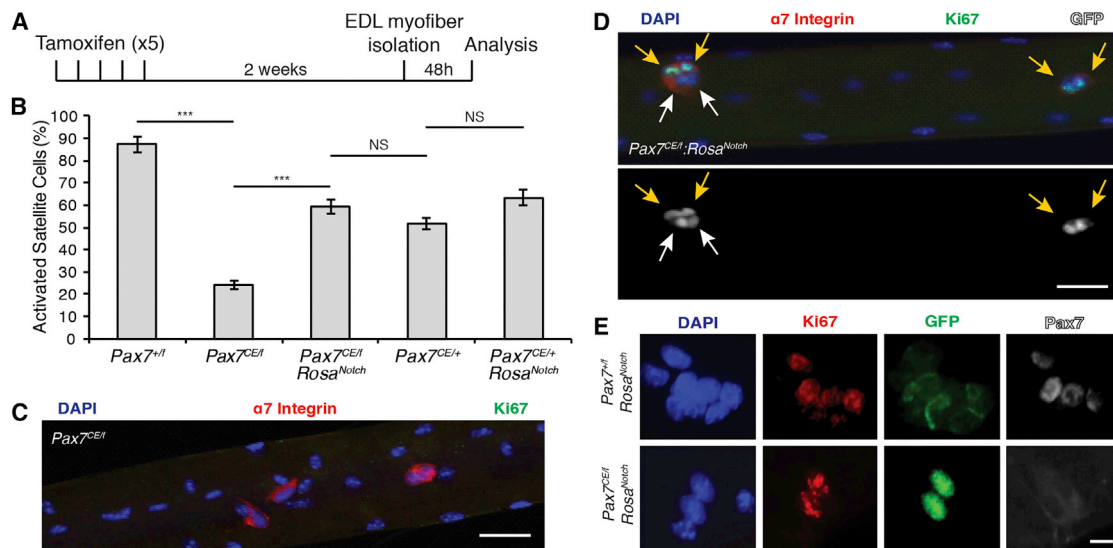 A
Tamoxifen (x5)
EDL myofiber
isolation
Analysis
2 weeks
48h
B
Activated Satellite Cells (%)
100
90
80
70
60
50
40
30
20
10
0
***
***
NS
NS
Pax7+/f
Pax7CE/f
Pax7CE/f
RosaNotch
Pax7CE/+
Pax7CE/+
RosaNotch
C
DAPI
α7 Integrin
Ki67
Pax7CE/f
D
DAPI
α7 Integrin
Ki67
GFP
Pax7CE/f:RosaNotch
E
DAPI
Ki67
GFP
Pax7
Pax7+/f
RosaNotch
Pax7CE/f
RosaNotch